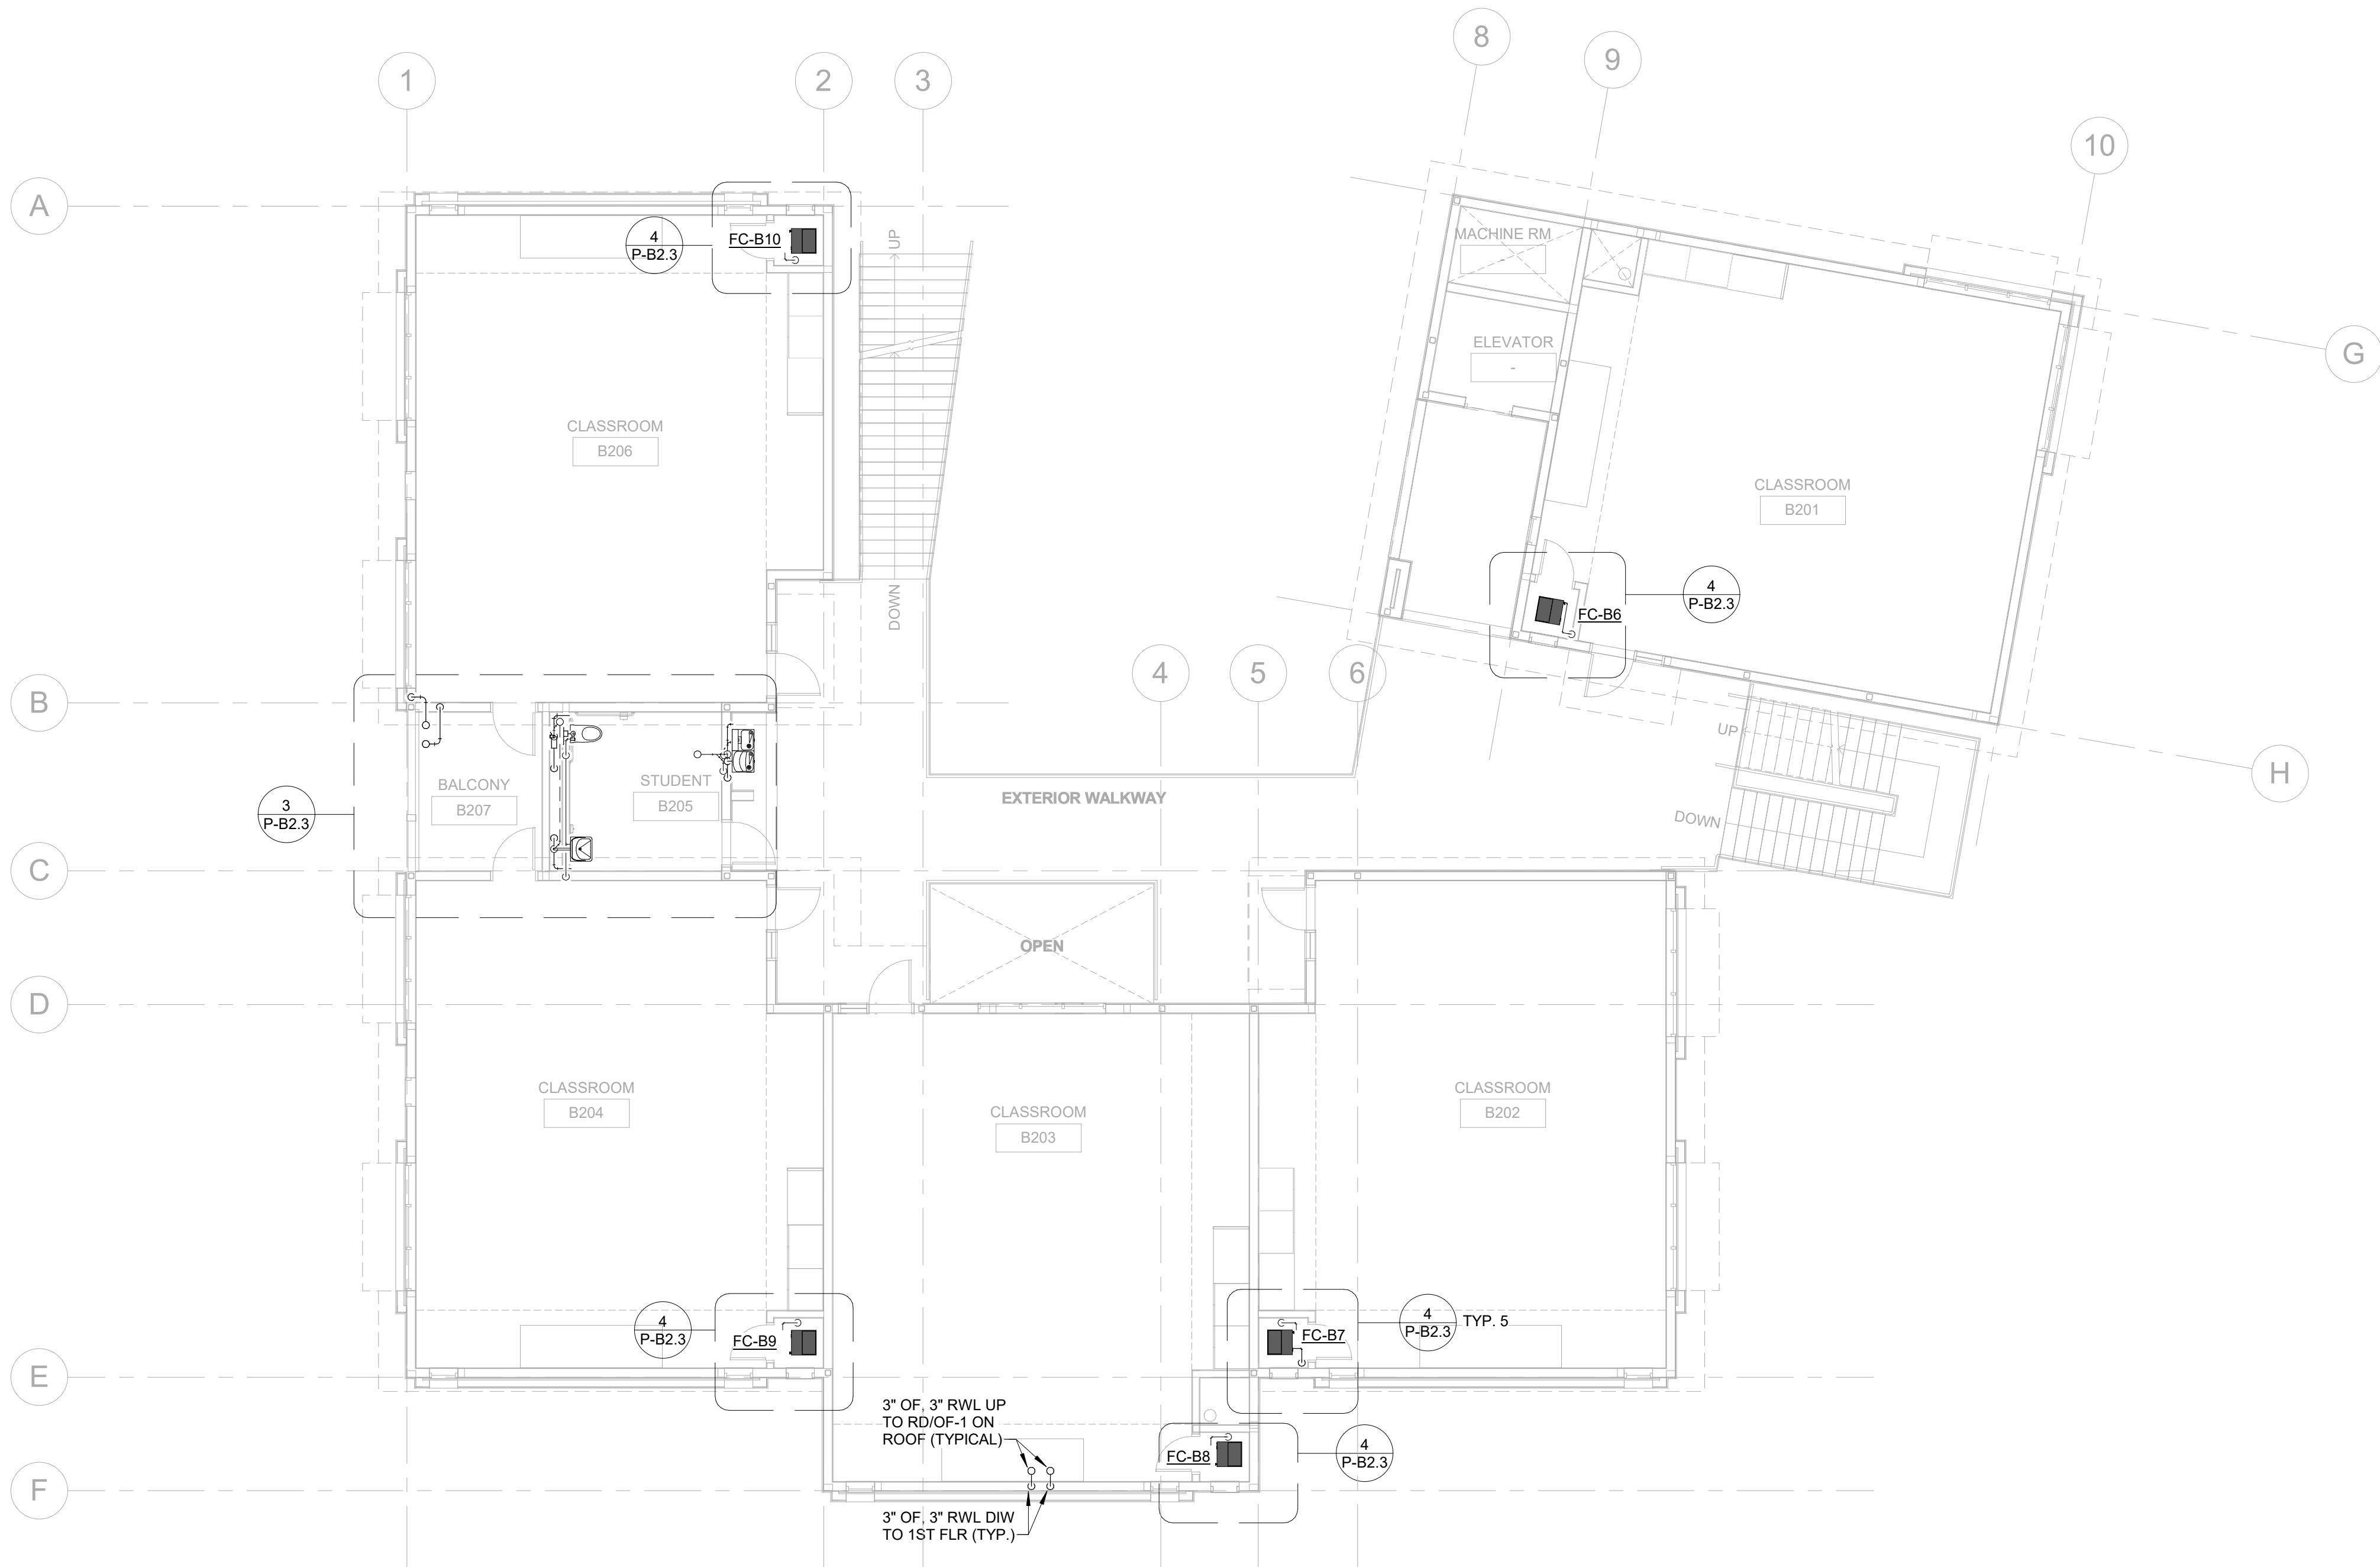 8
9
1
2
3
10
A
4
P-B2.3
FC-B10
UP
MACHINE RM
-
ELEVATOR
-
G
CLASSROOM
B206
CLASSROOM
B201
DOWN
FC-B6
4
P-B2.3
B
4
5
6
UP
H
BALCONY
B207
STUDENT
B205
EXTERIOR WALKWAY
3
P-B2.3
DOWN
C
OPEN
D
CLASSROOM
B204
CLASSROOM
B203
CLASSROOM
B202
4
P-B2.3
FC-B9
FC-B7
4
P-B2.3
TYP. 5
E
3" OF, 3" RWL UP
TO RD/OF-1 ON
ROOF (TYPICAL)
FC-B8
4
P-B2.3
F
3" OF, 3" RWL DIW
TO 1ST FLR (TYP.)